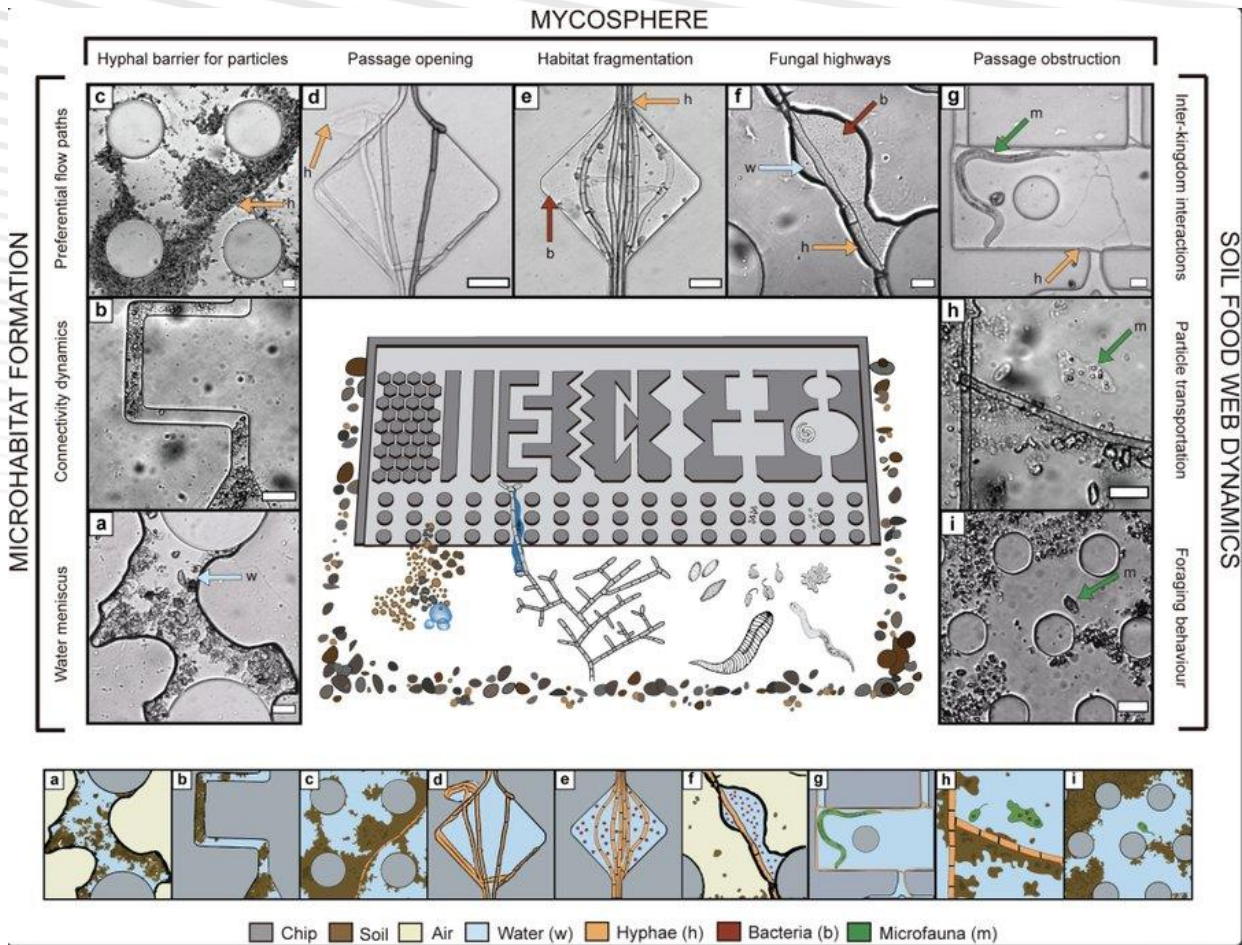 MYCOSPHERE
Hyphal barrier for particles
Passage opening
Habitat fragmentation
Fungal highways
Passage obstruction
MICROHABITAT FORMATION
Preferential flow paths
Connectivity dynamics
Water meniscus
c
h
d
h
e
h
b
f
b
w
h
g
m
h
b
h
m
a
w
i
m
Inter-kingdom interactions
Particle transportation
Foraging behaviour
SOIL FOOD WEB DYNAMICS
a
b
c
d
e
f
g
h
i
Chip
Soil
Air
Water (w)
Hyphae (h)
Bacteria (b)
Microfauna (m)